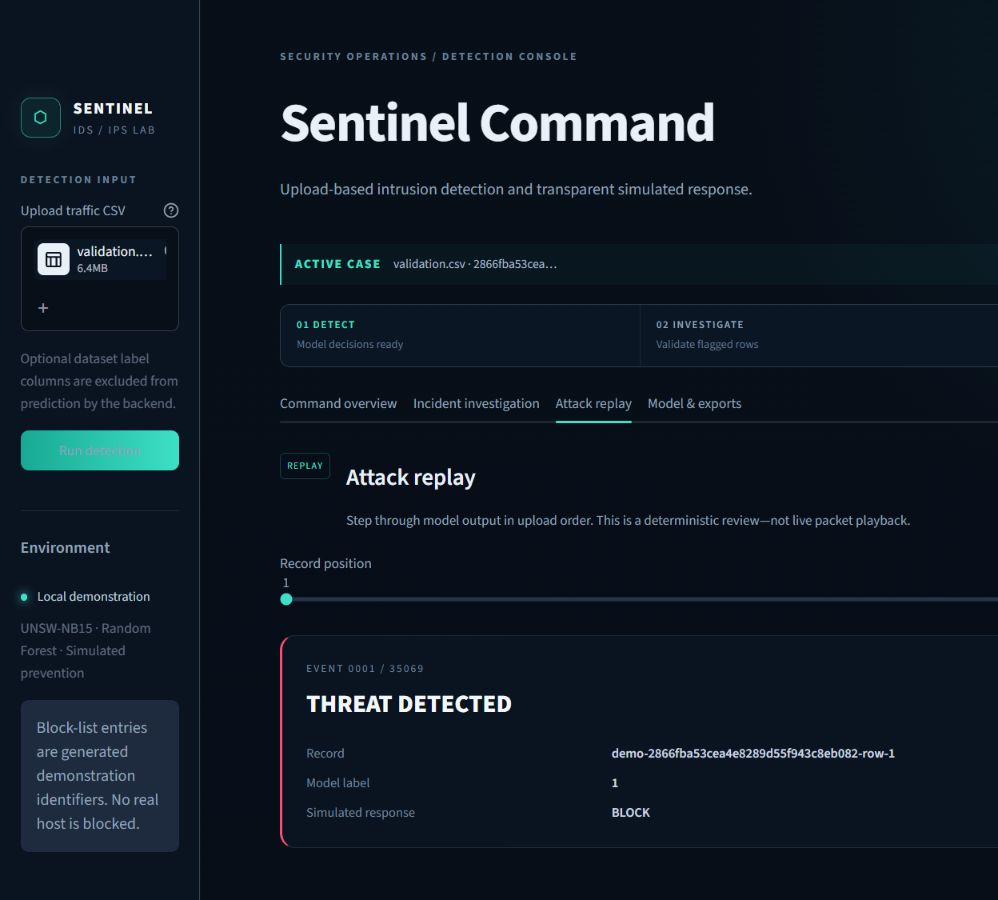 SENTINEL
IDS / IPS LAB
DETECTION INPUT
Upload traffic CSV
validation.…
6.4MB
+
Optional dataset label
columns are excluded from
prediction by the backend.
Run detection
Environment
Local demonstration
UNSW-NB15 · Random
Forest · Simulated
prevention
Block-list entries
are generated
demonstration
identifiers. No real
host is blocked.
SECURITY OPERATIONS / DETECTION CONSOLE
Sentinel Command
Upload-based intrusion detection and transparent simulated response.
ACTIVE CASE validation.csv · 2866fba53cea…
01 DETECT
Model decisions ready
02 INVESTIGATE
Validate flagged rows
Command overview Incident investigation Attack replay Model & exports
REPLAY
Attack replay
Step through model output in upload order. This is a deterministic review—not live packet playback.
Record position
1
EVENT 0001 / 35069
THREAT DETECTED
Record demo-2866fba53cea4e8289d55f943c8eb082-row-1
Model label 1
Simulated response BLOCK